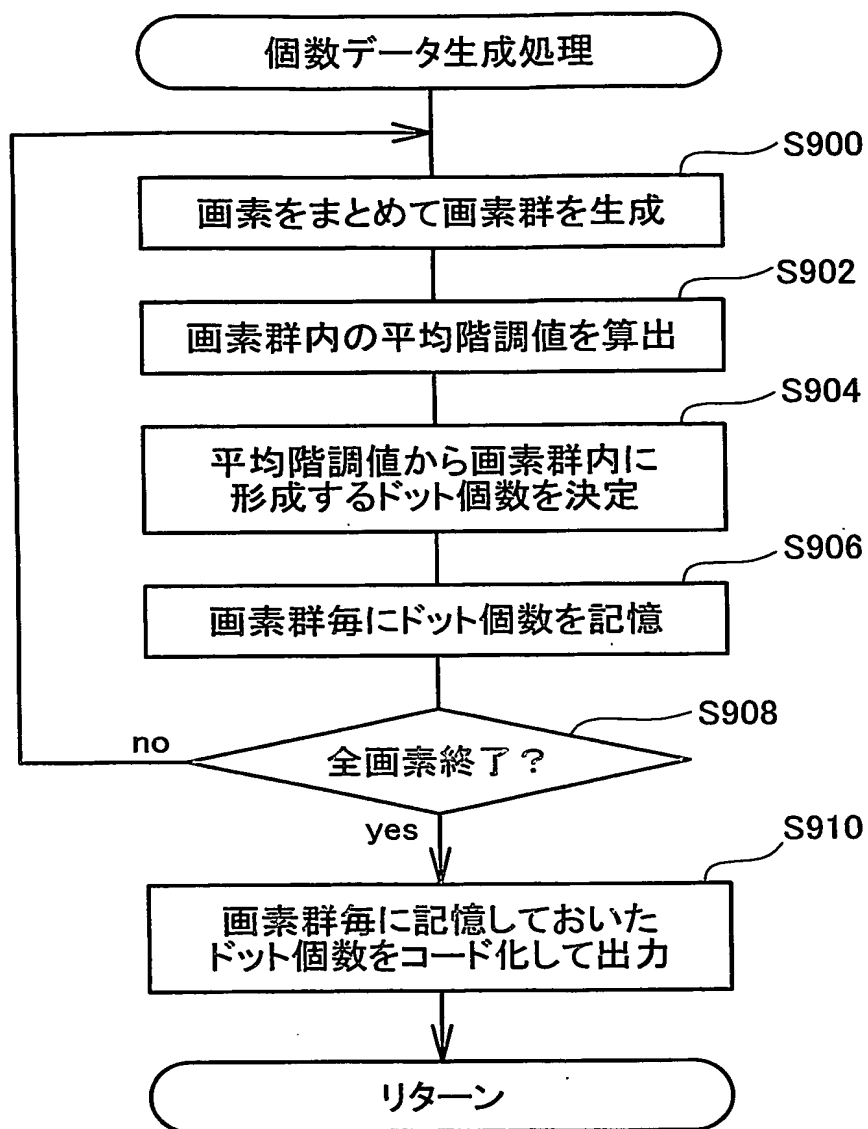 個数データ生成処理
S900
画素をまとめて画素群を生成
S902
画素群内の平均階調値を算出
S904
平均階調値から画素群内に
形成するドット個数を決定
S906
画素群毎にドット個数を記憶
S908
no
全画素終了?
yes
S910
画素群毎に記憶しておいた
ドット個数をコード化して出力
リターン